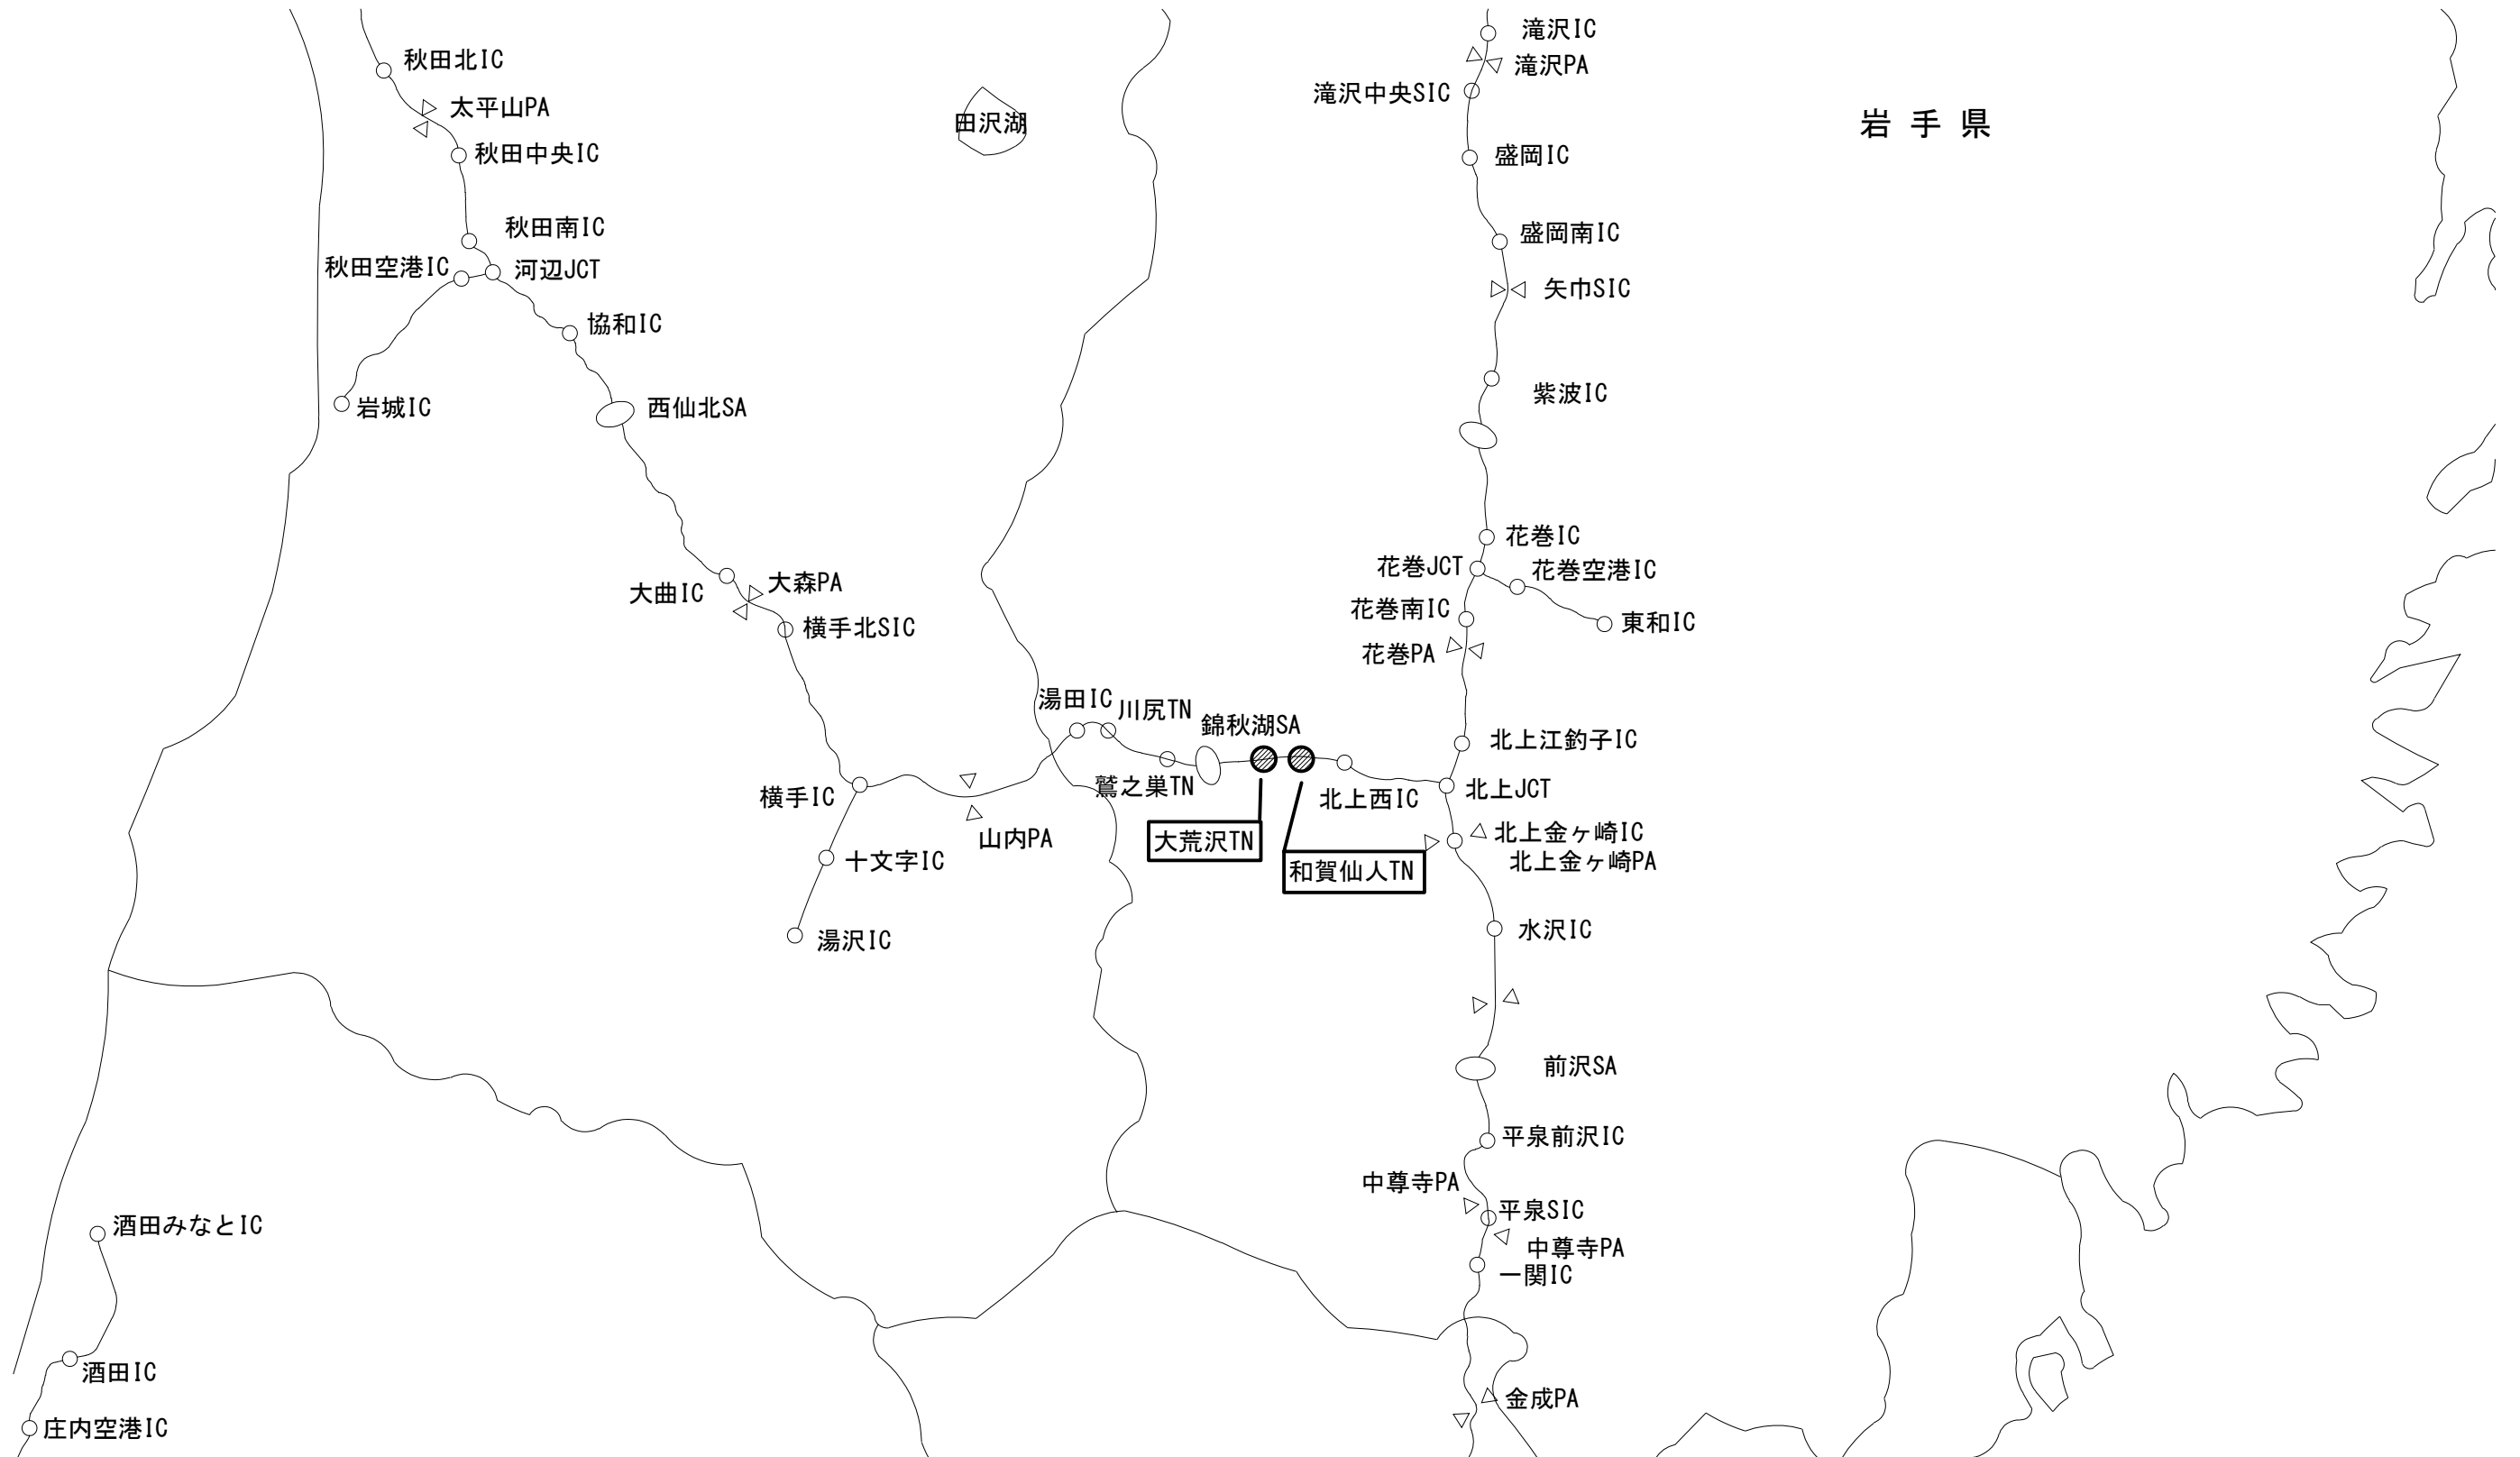 滝沢IC
秋田北IC
滝沢PA
滝沢中央SIC
太平山PA
田沢湖
岩 手 県
秋田中央IC
盛岡IC
秋田南IC
盛岡南IC
秋田空港IC
河辺JCT
矢巾SIC
協和IC
紫波IC
岩城IC
西仙北SA
花巻IC
花巻JCT
花巻空港IC
大曲IC
大森PA
花巻南IC
東和IC
横手北SIC
花巻PA
湯田IC
川尻TN
錦秋湖SA
北上江釣子IC
鷲之巣TN
横手IC
北上西IC
北上JCT
山内PA
大荒沢TN
北上金ヶ崎IC
十文字IC
和賀仙人TN
北上金ヶ崎PA
湯沢IC
水沢IC
前沢SA
平泉前沢IC
中尊寺PA
酒田みなとIC
平泉SIC
中尊寺PA
一関IC
酒田IC
金成PA
庄内空港IC